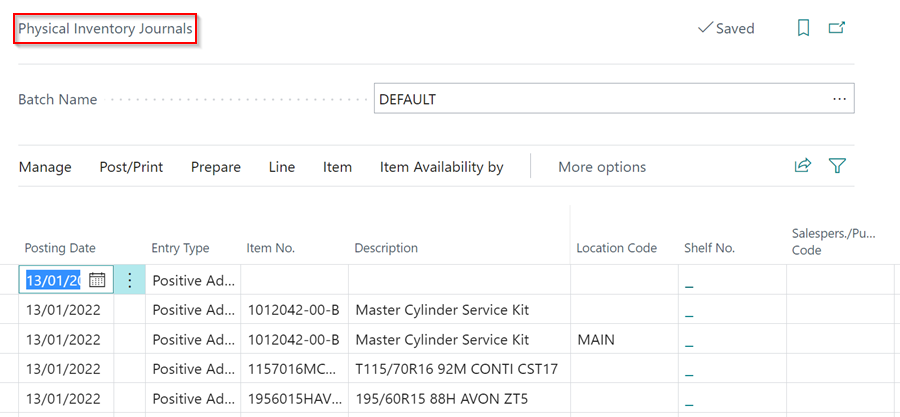 Physical Inventory Journals
Saved
Batch Name
DEFAULT
...
Manage Post/Print Prepare Line Item Item Availability by More options
Salespers./Pu...
Posting Date Entry Type Item No. Description Location Code Shelf No. Code
13/01/20 Positive Ad... _
13/01/2022 Positive Ad... 1012042-00-B Master Cylinder Service Kit _
13/01/2022 Positive Ad... 1012042-00-B Master Cylinder Service Kit MAIN _
13/01/2022 Positive Ad... 1157016MC... T115/70R16 92M CONTI CST17 _
13/01/2022 Positive Ad... 1956015HAV... 195/60R15 88H AVON ZT5 _